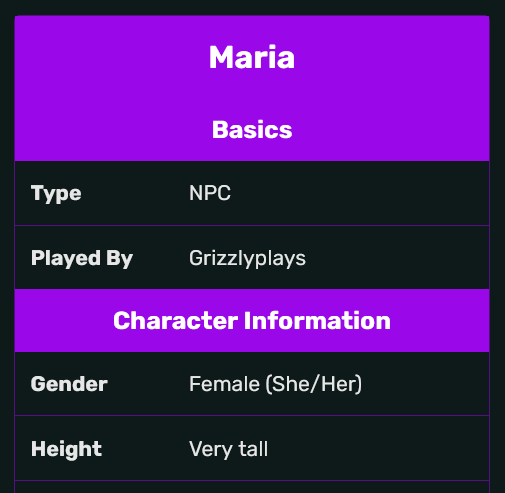 Maria
Basics
Type NPC
Played By Grizzlyplays
Character Information
Gender Female (She/Her)
Height Very tall